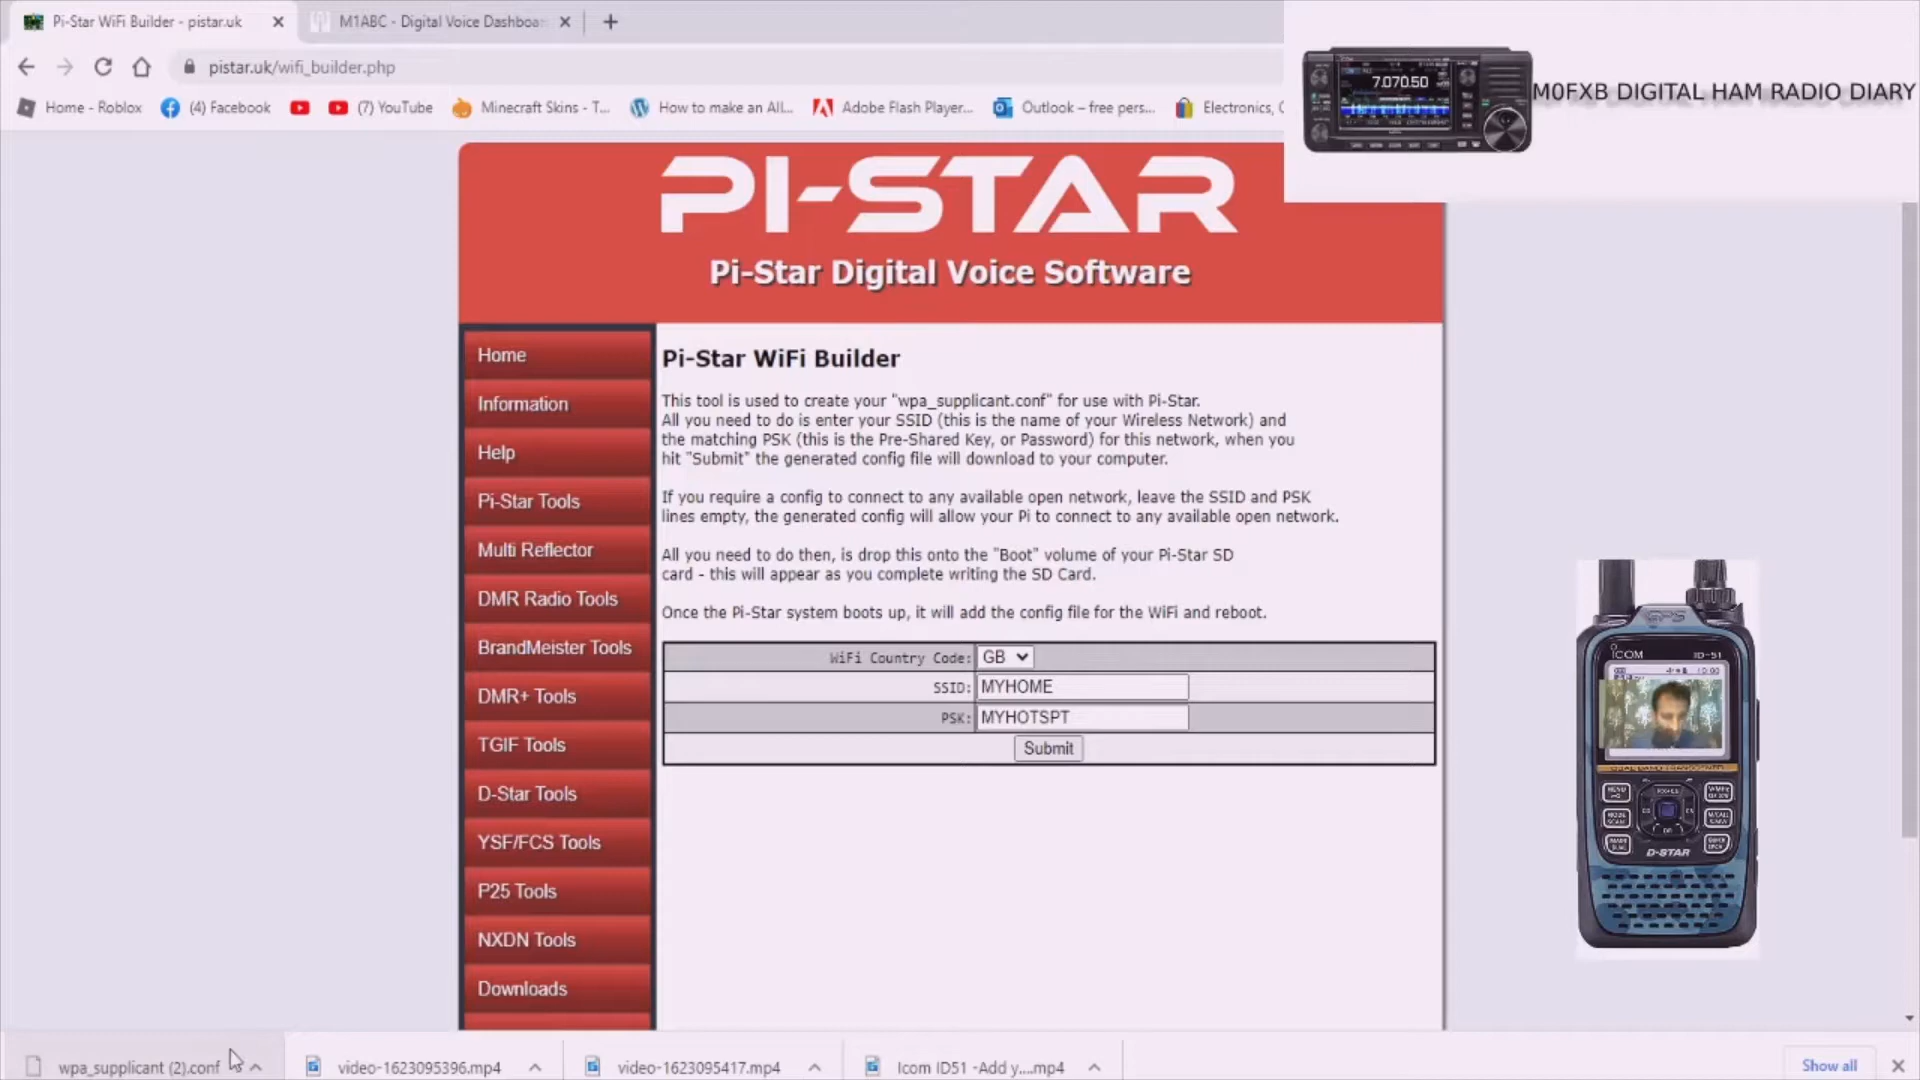 Pi-Star WiFi Builder - pistar.uk
M1ABC - Digital Voice Dashboa
pistar.uk/wifi_builder.php
Home - Roblox
(4) Facebook
(7) YouTube
Minecraft Skins - T...
How to make an All...
Adobe Flash Player...
Outlook – free pers...
Electronics, C
7.070.50
M0FXB DIGITAL HAM RADIO DIARY
PI-STAR
Pi-Star Digital Voice Software
Home
Information
Help
Pi-Star Tools
Multi Reflector
DMR Radio Tools
BrandMeister Tools
DMR+ Tools
TGIF Tools
D-Star Tools
YSF/FCS Tools
P25 Tools
NXDN Tools
Downloads
Pi-Star WiFi Builder
This tool is used to create your "wpa_supplicant.conf" for use with Pi-Star.
All you need to do is enter your SSID (this is the name of your Wireless Network) and
the matching PSK (this is the Pre-Shared Key, or Password) for this network, when you
hit "Submit" the generated config file will download to your computer.
If you require a config to connect to any available open network, leave the SSID and PSK
lines empty, the generated config will allow your Pi to connect to any available open network.
All you need to do then, is drop this onto the "Boot" volume of your Pi-Star SD
card - this will appear as you complete writing the SD Card.
Once the Pi-Star system boots up, it will add the config file for the WiFi and reboot.
WiFi Country Code: GB
SSID: MYHOME
PSK: MYHOTSPT
Submit
GPS
ICOM ID-51
10:00
DUAL BAND TRANSCEIVER
D-STAR
wpa_supplicant (2).conf
video-1623095396.mp4
video-1623095417.mp4
Icom ID51 -Add y....mp4
Show all